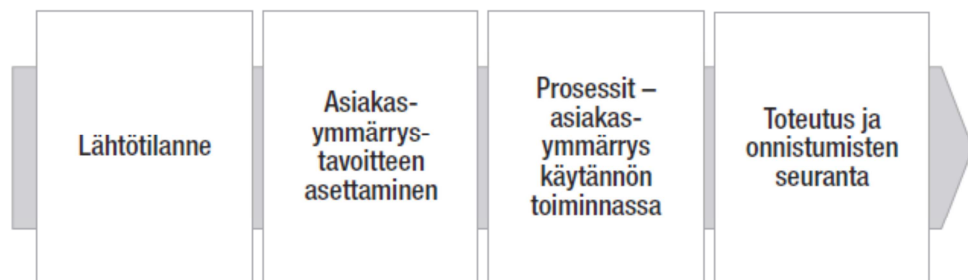 Lähtötilanne
Asiakas-
ymmärrys-
tavoitteen
asettaminen
Prosessit –
asiakas-
ymmärrys
käytännön
toiminnassa
Toteutus ja
onnistumisten
seuranta